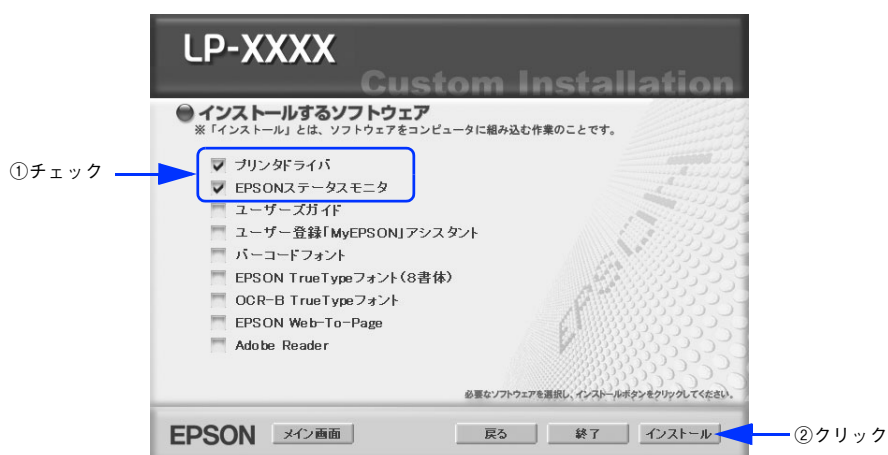 LP-XXXX
Custom Installation
インストールするソフトウェア
※「インストール」とは、ソフトウェアをコンピュータに組み込む作業のことです。
①チェック
プリンタドライバ
EPSONステータスモニタ
ユーザーズガイド
ユーザー登録「MyEPSON」アシスタント
バーコードフォント
EPSON TrueTypeフォント(8書体)
OCR-B TrueTypeフォント
EPSON Web-To-Page
Adobe Reader
EPSON
必要なソフトウェアを選択し、インストールボタンをクリックしてください。
EPSON メイン画面 戻る 終了 インストール ②クリック